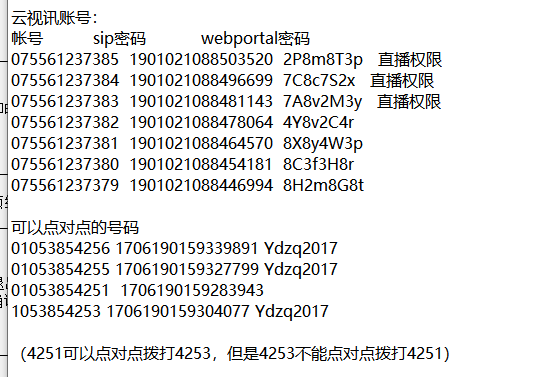 云视讯账号：
帐号 sip密码 webportal密码
075561237385 1901021088503520 2P8m8T3p 直播权限
075561237384 1901021088496699 7C8c7S2x 直播权限
075561237383 1901021088481143 7A8v2M3y 直播权限
075561237382 1901021088478064 4Y8v2C4r
075561237381 1901021088464570 8X8y4W3p
075561237380 1901021088454181 8C3f3H8r
075561237379 1901021088446994 8H2m8G8t
可以点对点的号码
01053854256 1706190159339891 Ydzq2017
01053854255 1706190159327799 Ydzq2017
01053854251 1706190159283943
1053854253 1706190159304077 Ydzq2017
（4251可以点对点拨打4253，但是4253不能点对点拨打4251）